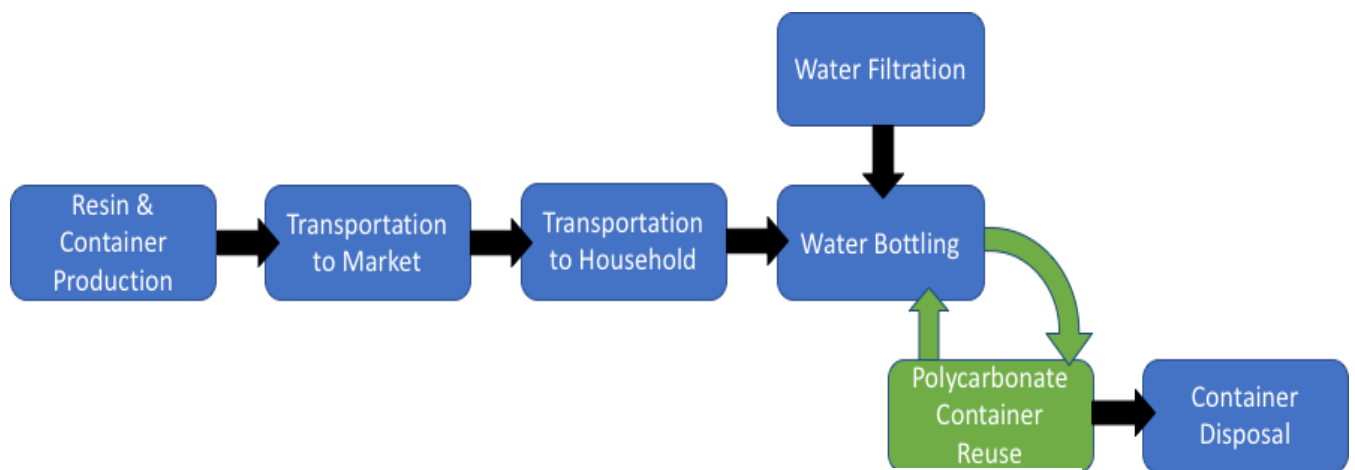 Water Filtration
Resin &
Container
Production
Transportation
to Market
Transportation
to Household
Water Bottling
Polycarbonate
Container
Reuse
Container
Disposal